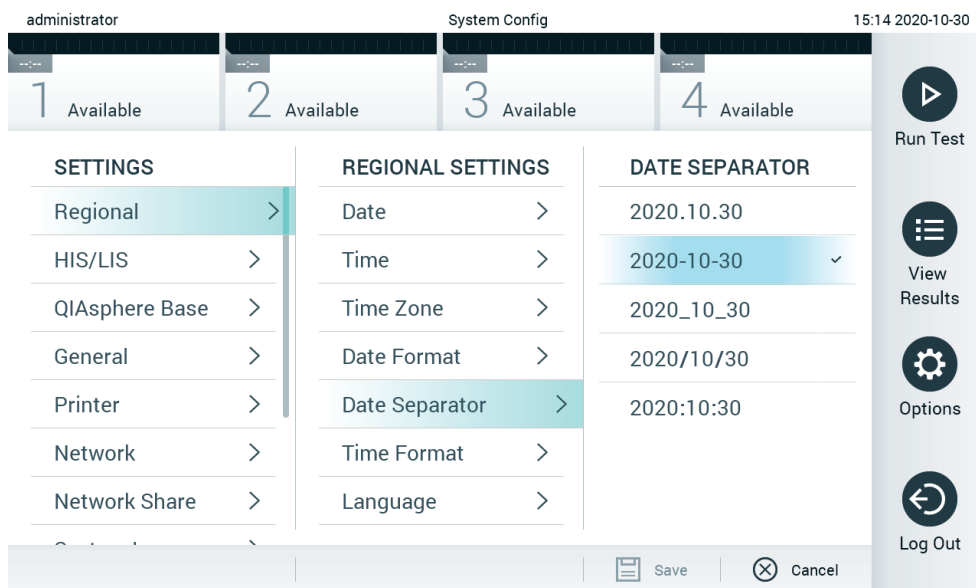 administrator System Config 15:14 2020-10-30
--:-- --:-- --:-- --:--
1 Available 2 Available 3 Available 4 Available
Run Test
SETTINGS REGIONAL SETTINGS DATE SEPARATOR
Regional Date 2020.10.30
HIS/LIS Time 2020-10-30
View
Results
QIAsphere Base Time Zone 2020_10_30
General Date Format 2020/10/30
Printer Date Separator 2020:10:30
Options
Network Time Format
Network Share Language
Log Out
Save Cancel